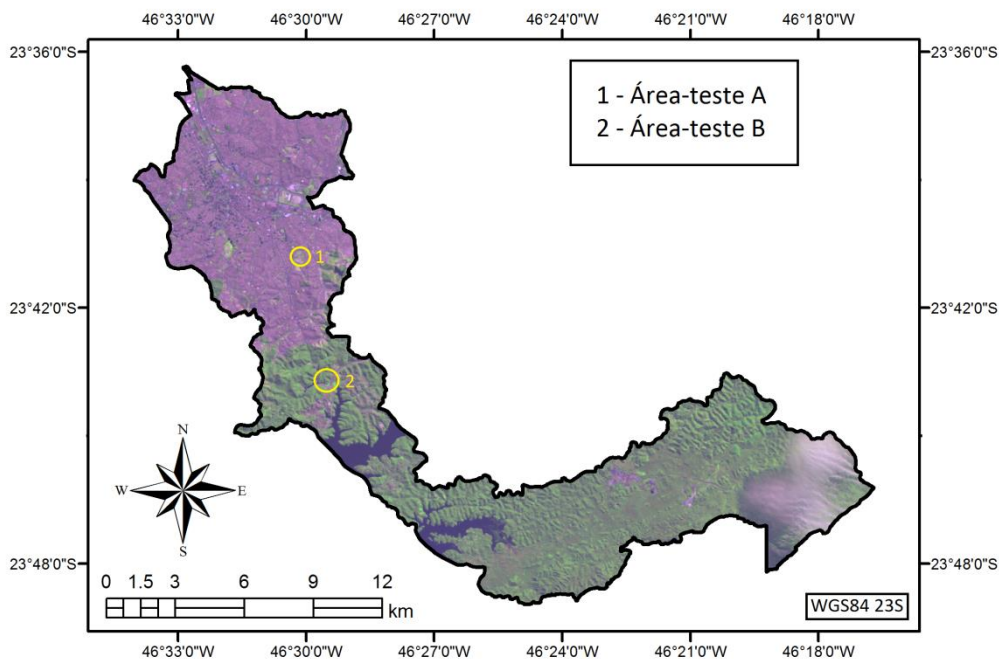 46°33'0"W 46°30'0"W 46°27'0"W 46°24'0"W 46°21'0"W 46°18'0"W
23°36'0"S 23°36'0"S
1 - Área-teste A
2 - Área-teste B
1
23°42'0"S 23°42'0"S
2
N
W E
S
23°48'0"S 23°48'0"S
0 1.5 3 6 9 12
km
WGS84 23S
46°33'0"W 46°30'0"W 46°27'0"W 46°24'0"W 46°21'0"W 46°18'0"W